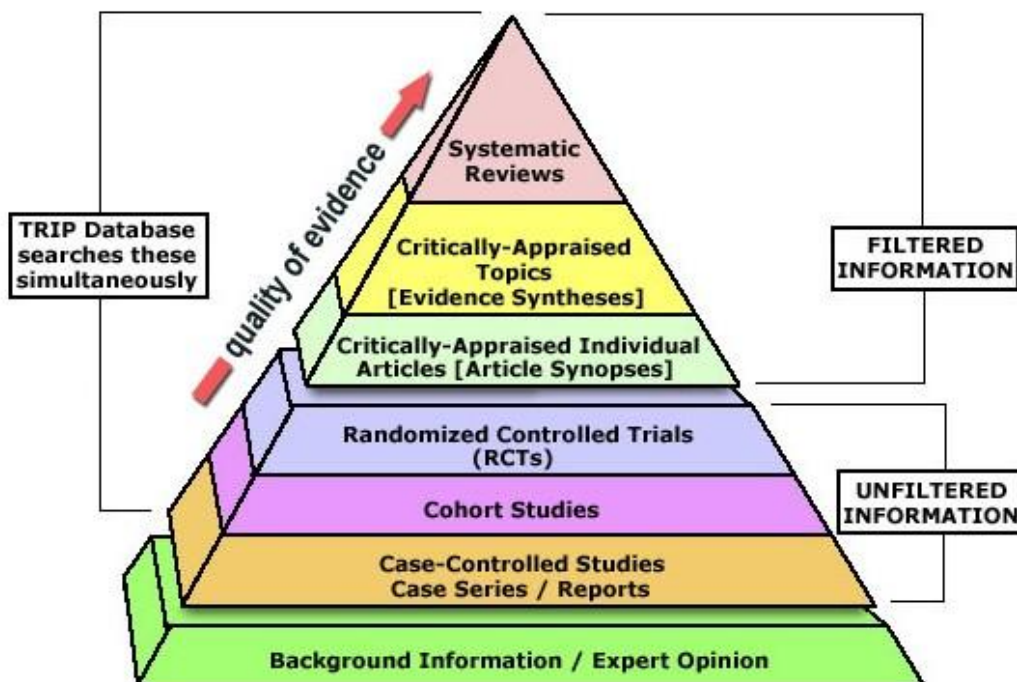 Systematic
Reviews
quality of evidence
TRIP Database
searches these
simultaneously
Critically-Appraised
Topics
[Evidence Syntheses]
FILTERED
INFORMATION
Critically-Appraised Individual
Articles [Article Synopses]
Randomized Controlled Trials
(RCTs)
UNFILTERED
INFORMATION
Cohort Studies
Case-Controlled Studies
Case Series / Reports
Background Information / Expert Opinion